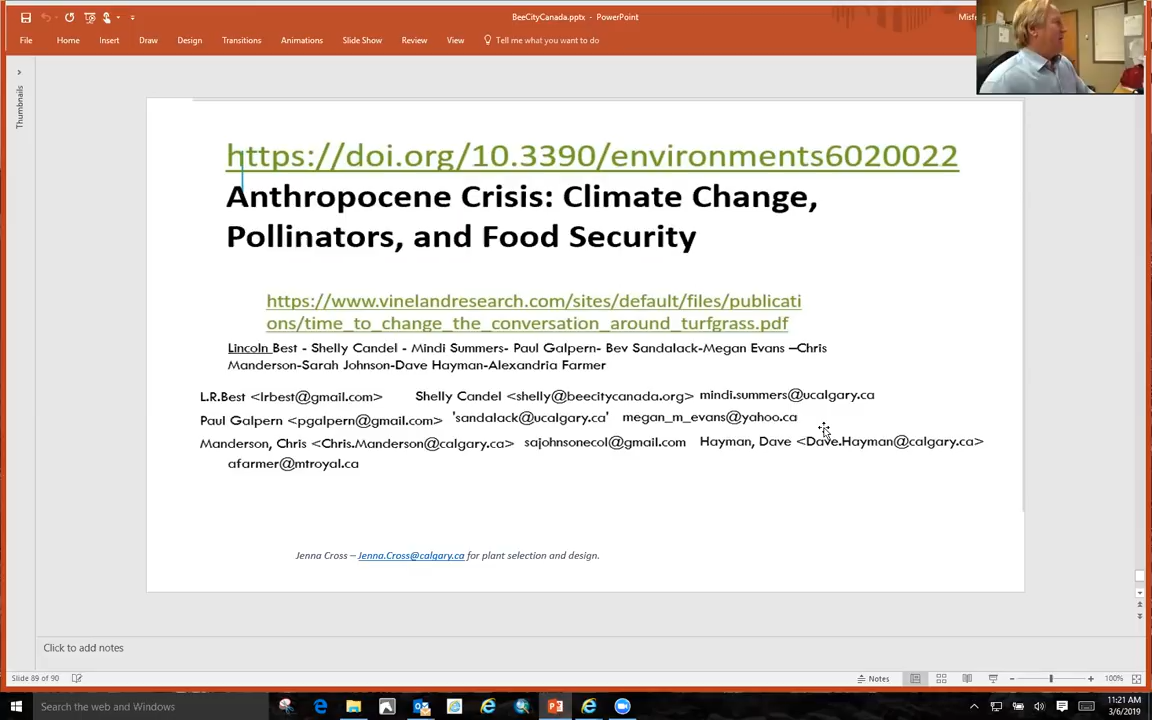 BeeCityCanada.pptx - PowerPoint
Misfe
File Home Insert Draw Design Transitions Animations Slide Show Review View Tell me what you want to do
Thumbnails
https://doi.org/10.3390/environments6020022
Anthropocene Crisis: Climate Change,
Pollinators, and Food Security
https://www.vinelandresearch.com/sites/default/files/publicati
ons/time_to_change_the_conversation_around_turfgrass.pdf
Lincoln Best - Shelly Candel - Mindi Summers- Paul Galpern- Bev Sandalack-Megan Evans –Chris
Manderson-Sarah Johnson-Dave Hayman-Alexandria Farmer
L.R.Best <lrbest@gmail.com> Shelly Candel <shelly@beecitycanada.org> mindi.summers@ucalgary.ca
Paul Galpern <pgalpern@gmail.com> 'sandalack@ucalgary.ca' megan_m_evans@yahoo.ca
Manderson, Chris <Chris.Manderson@calgary.ca> sajohnsonecol@gmail.com Hayman, Dave <Dave.Hayman@calgary.ca>
afarmer@mtroyal.ca
Jenna Cross – Jenna.Cross@calgary.ca for plant selection and design.
Click to add notes
Slide 89 of 90 Notes 100%
Search the web and Windows
11:21 AM
3/6/2019